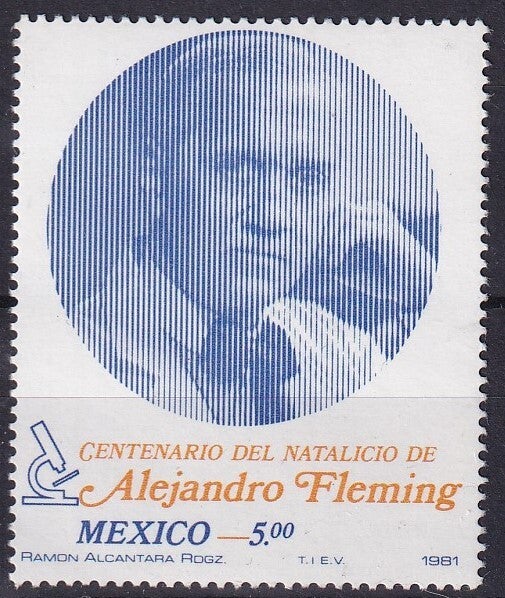 CENTENARIO DEL NATALICIO DE
Alejandro Fleming
MEXICO — 5.00
RAMON ALCANTARA ROGZ. T.I.E.V. 1981